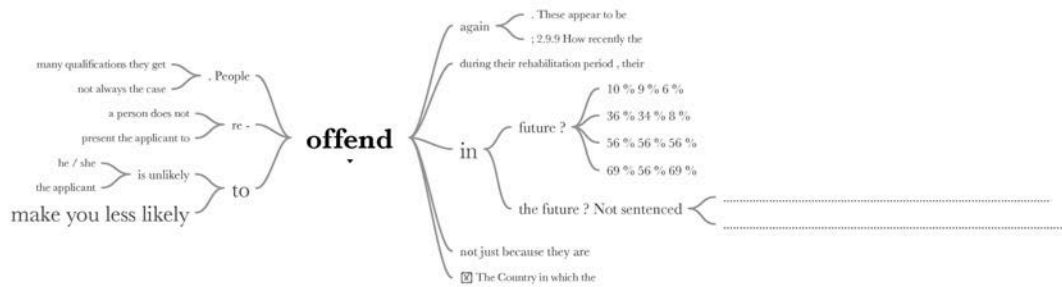 many qualifications they get
not always the case
. People
a person does not
present the applicant to
re -
he / she
the applicant
is unlikely
make you less likely
to
offend
again
. These appear to be
; 2.9.9 How recently the
during their rehabilitation period , their
in
future ?
10 % 9 % 6 %
36 % 34 % 8 %
56 % 56 % 56 %
69 % 56 % 69 %
the future ? Not sentenced
not just because they are
The Country in which the